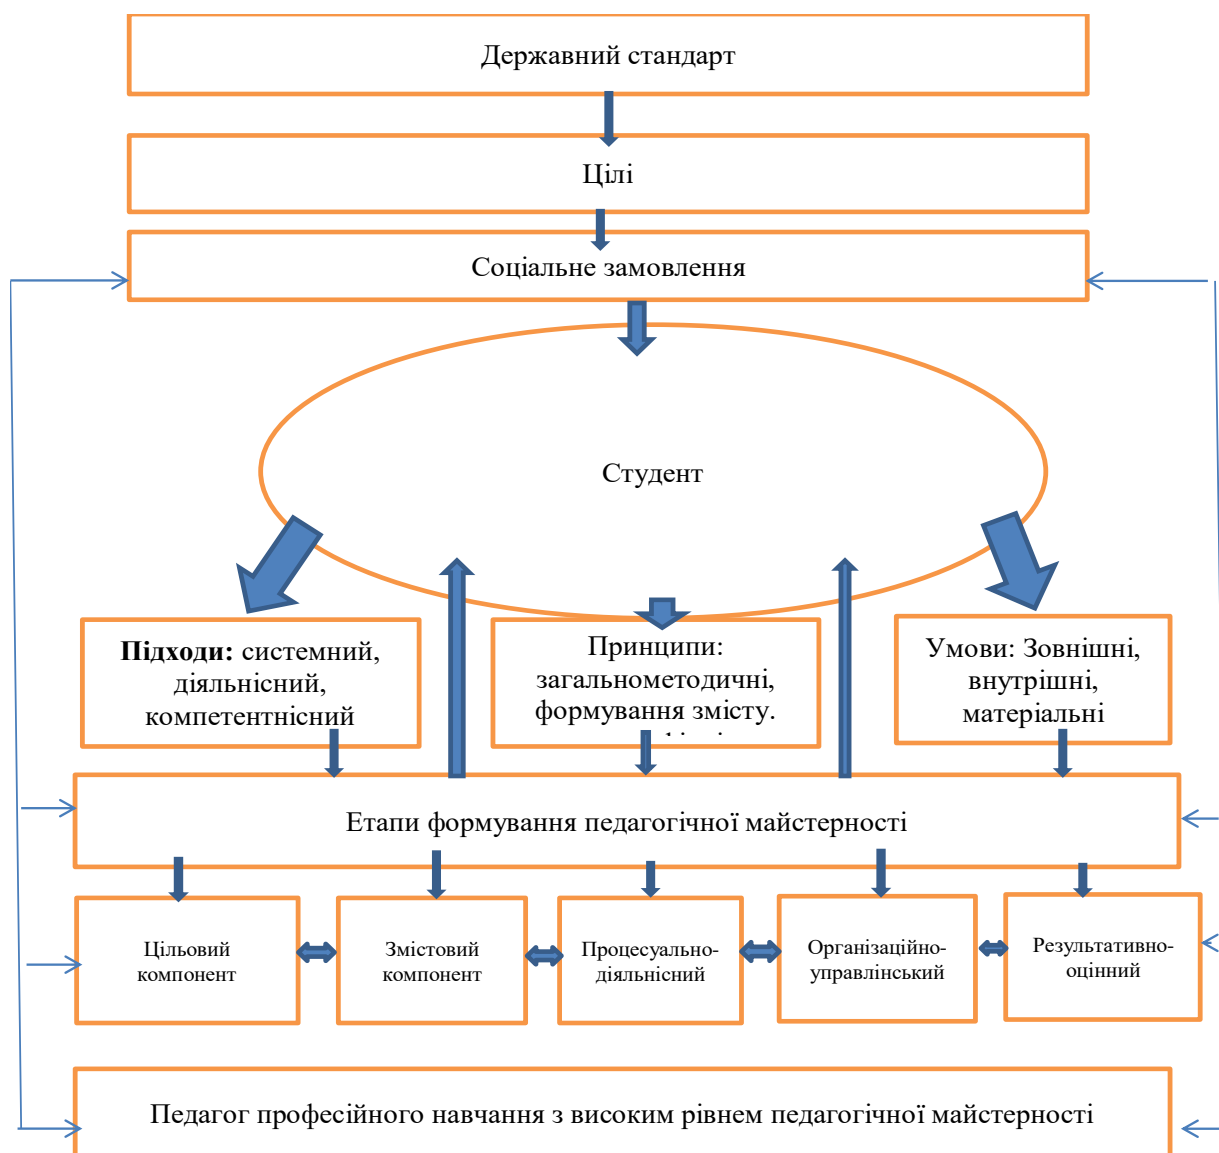 Державний стандарт
Цілі
Соціальне замовлення
Студент
Підходи: системний,
діяльнісний,
компетентнісний
Принципи:
загальнометодичні,
формування змісту.
Умови: Зовнішні,
внутрішні,
матеріальні
Етапи формування педагогічної майстерності
Цільовий
компонент
Змістовий
компонент
Процесуально-
діяльнісний
Організаційно-
управлінський
Результативно-
оцінний
Педагог професійного навчання з високим рівнем педагогічної майстерності